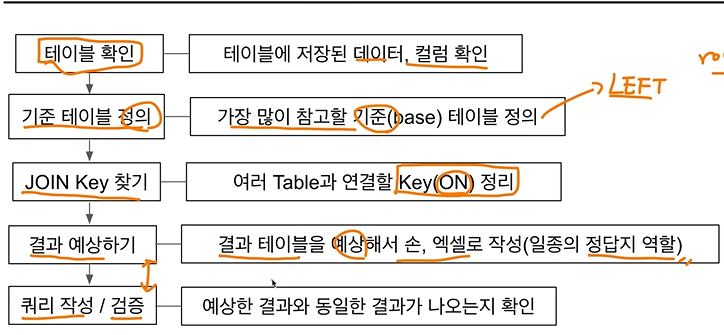 테이블 확인
테이블에 저장된 데이터, 컬럼 확인
기준 테이블 정의
가장 많이 참고할 기준(base) 테이블 정의
LEFT
JOIN Key 찾기
여러 Table과 연결할 Key(ON) 정리
결과 예상하기
결과 테이블을 예상해서 손, 엑셀로 작성(일종의 정답지 역할)
쿼리 작성 / 검증
예상한 결과와 동일한 결과가 나오는지 확인